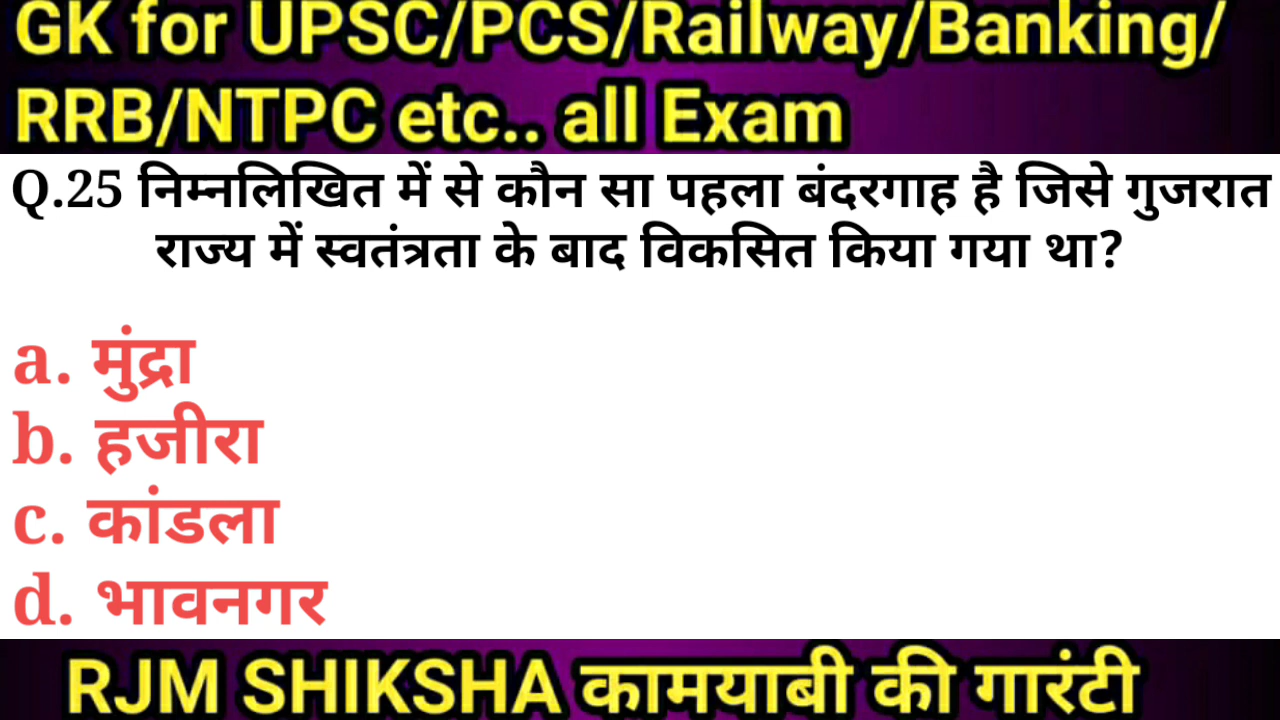 GK for UPSC/PCS/Railway/Banking/
RRB/NTPC etc.. all Exam
Q.25 निम्नलिखित में से कौन सा पहला बंदरगाह है जिसे गुजरात
राज्य में स्वतंत्रता के बाद विकसित किया गया था?
a. मुंद्रा
b. हजीरा
c. कांडला
d. भावनगर
RJM SHIKSHA कामयाबी की गारंटी